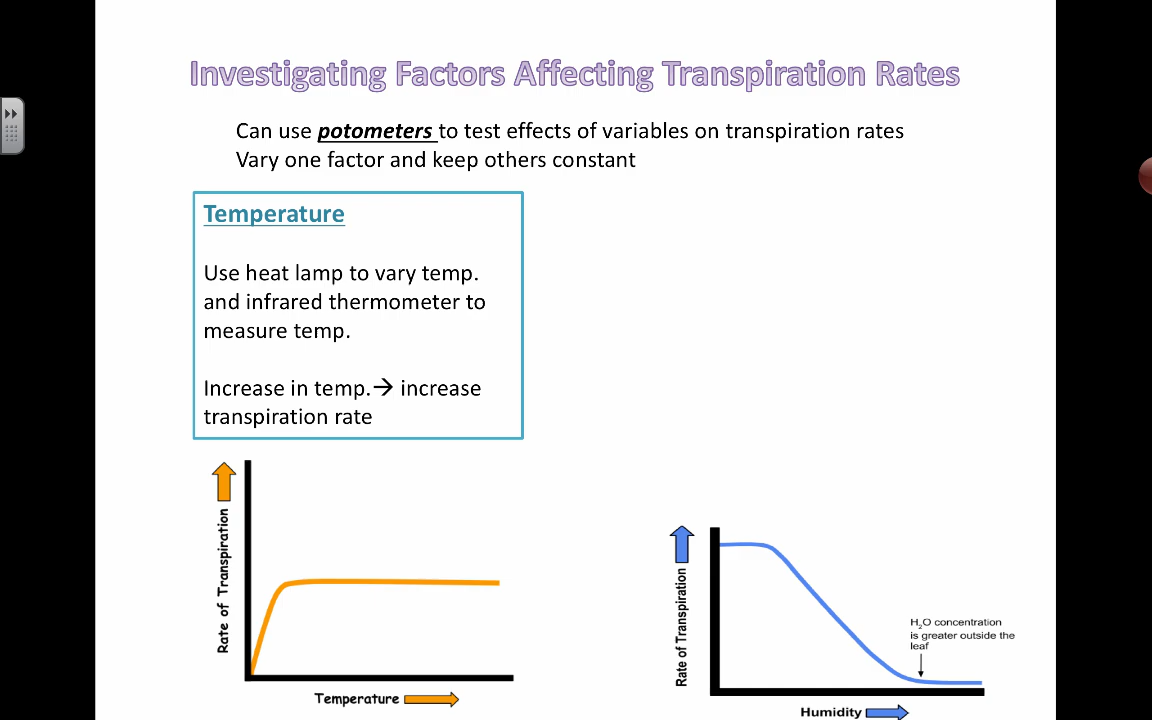 Investigating Factors Affecting Transpiration Rates
Can use potometers to test effects of variables on transpiration rates
Vary one factor and keep others constant
Temperature
Use heat lamp to vary temp.
and infrared thermometer to
measure temp.
Increase in temp.→ increase
transpiration rate
Rate of Transpiration
Temperature
Rate of Transpiration
H₂O concentration
is greater outside the
leaf
Humidity